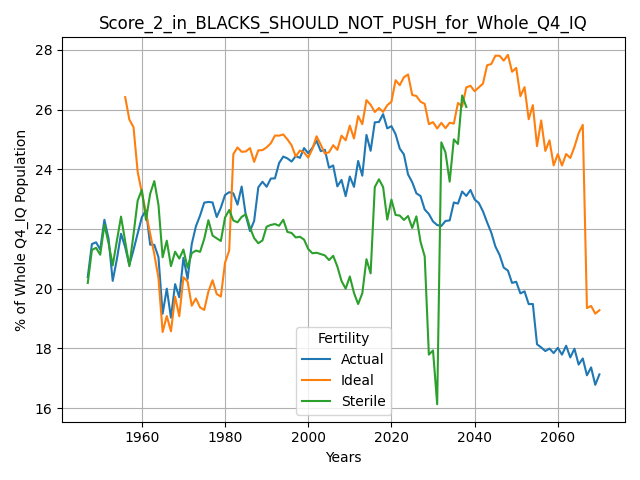 Score_2_in_BLACKS_SHOULD_NOT_PUSH_for_Whole_Q4_IQ
% of Whole Q4_IQ Population
28
26
24
22
20
18
16
Fertility
Actual
Ideal
Sterile
1960 1980 2000 2020 2040 2060
Years